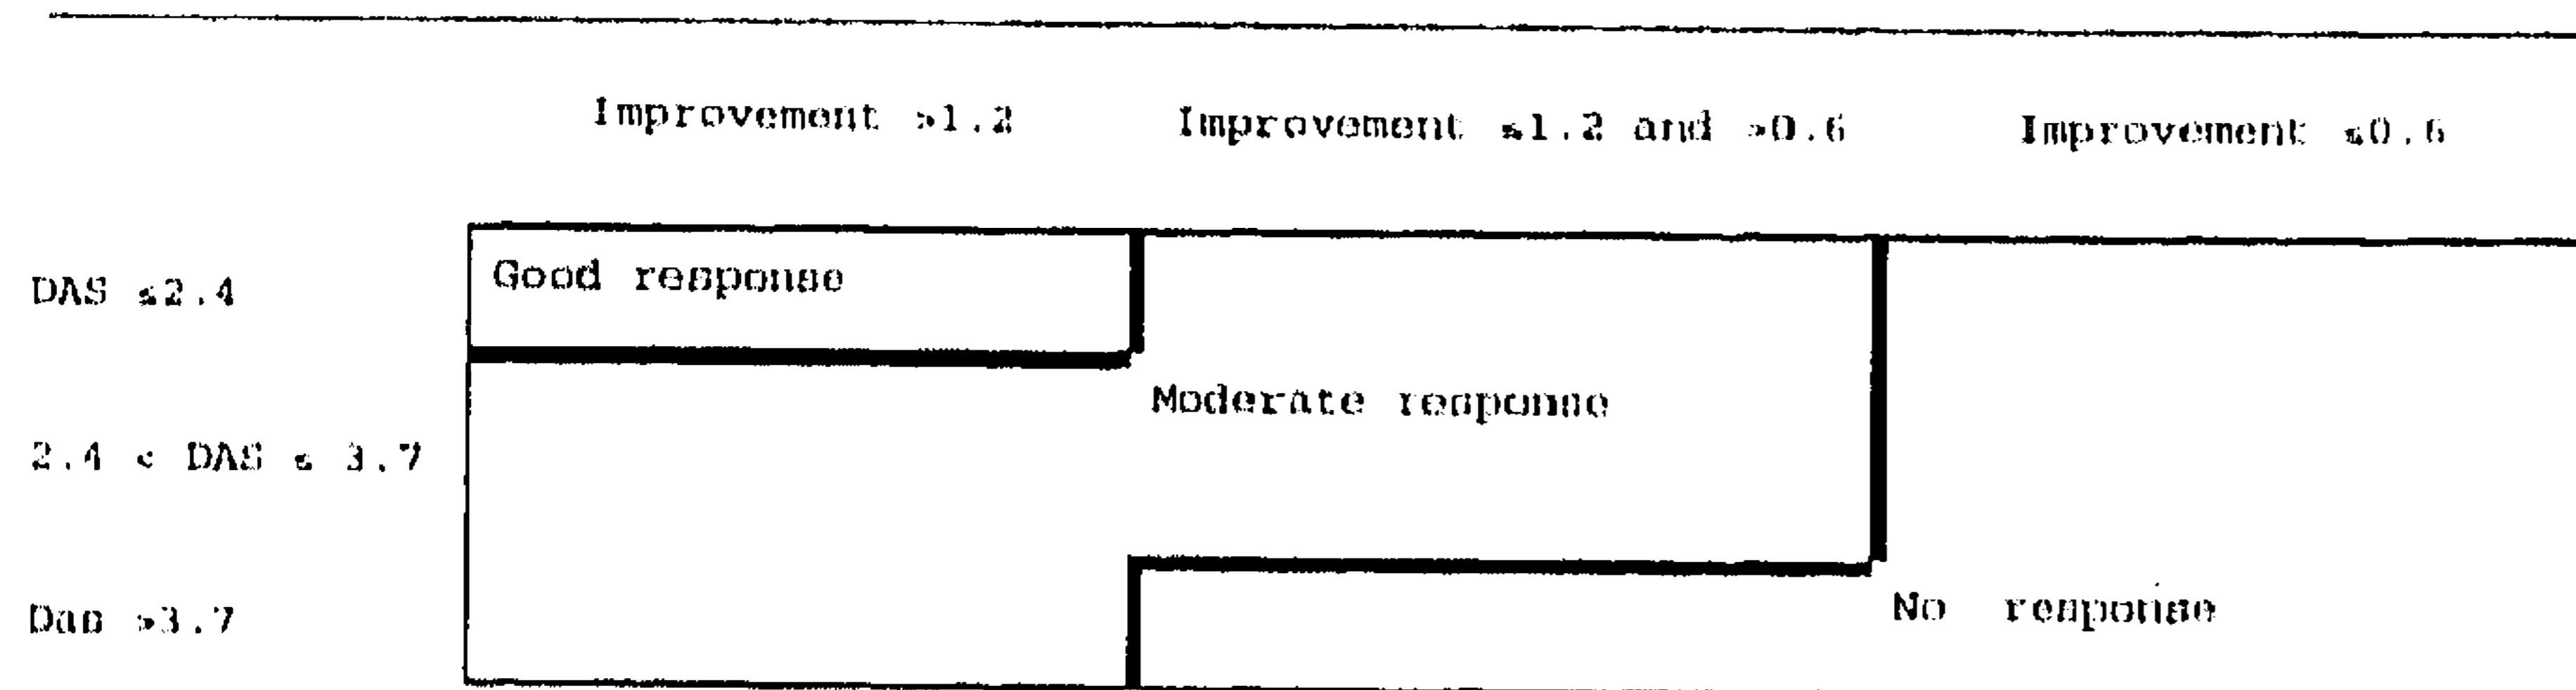 Improvement >1.2 Improvement ≤1.2 and >0.6 Improvement ≤0.6
DAS ≤2.4 Good response
Moderate response
2.4 < DAS ≤ 3.7
Das >3.7 No response